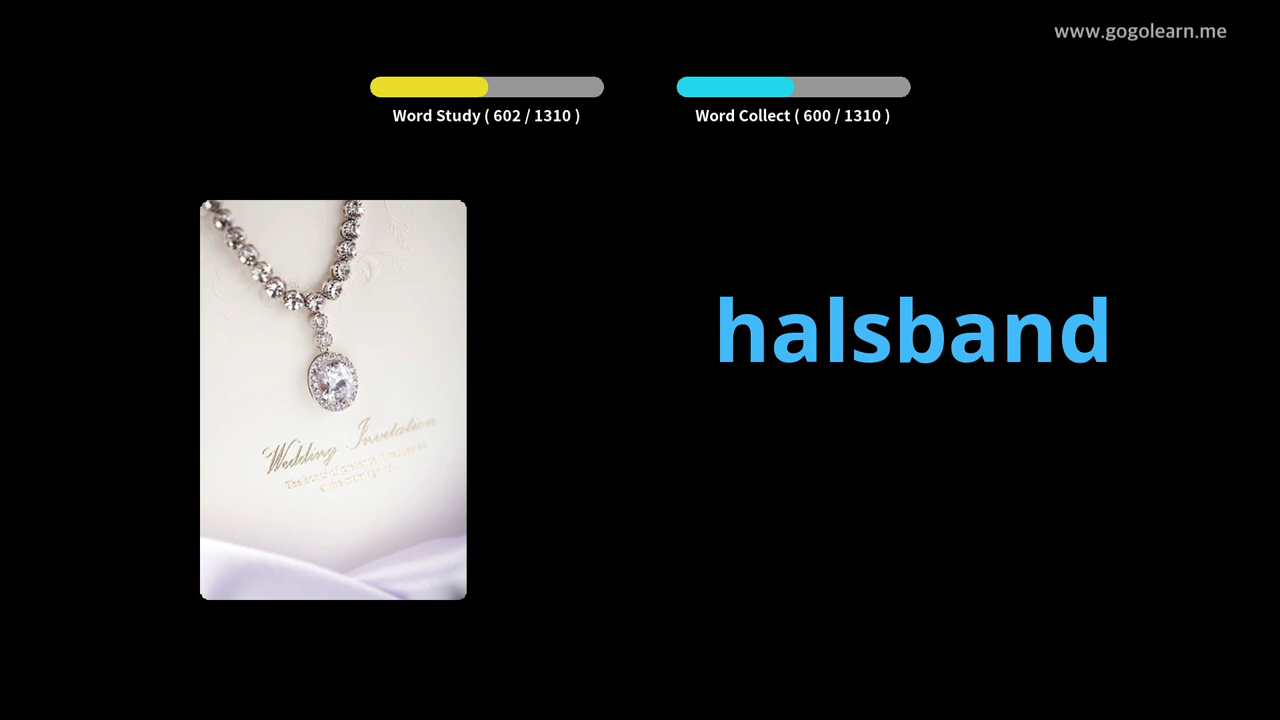 www.gogolearn.me
Word Study ( 602 / 1310 )
Word Collect ( 600 / 1310 )
halsband
Wedding Invitation